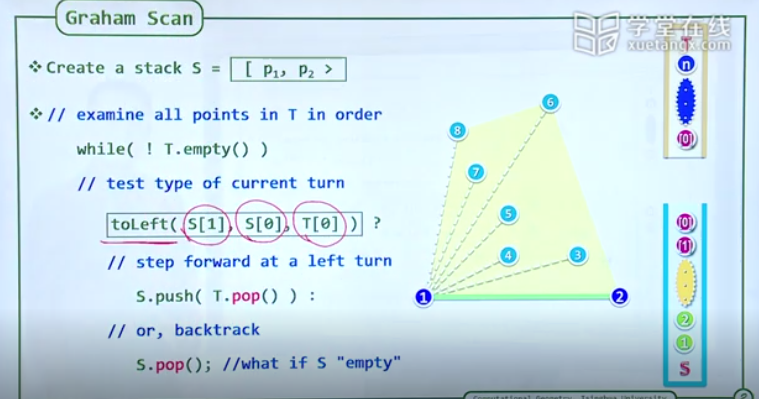 Graham Scan
学堂在线
xuetangx.com
❖Create a stack S = [ p1, p2 >
❖// examine all points in T in order
while( ! T.empty() )
// test type of current turn
toLeft( S[1], S[0], T[0] ) ?
// step forward at a left turn
S.push( T.pop() ) :
// or, backtrack
S.pop(); //what if S "empty"
6
8
7
5
4
3
1
2
n
[0]
[0]
[1]
2
1
S
Computational Geometry, Tsinghua University
2